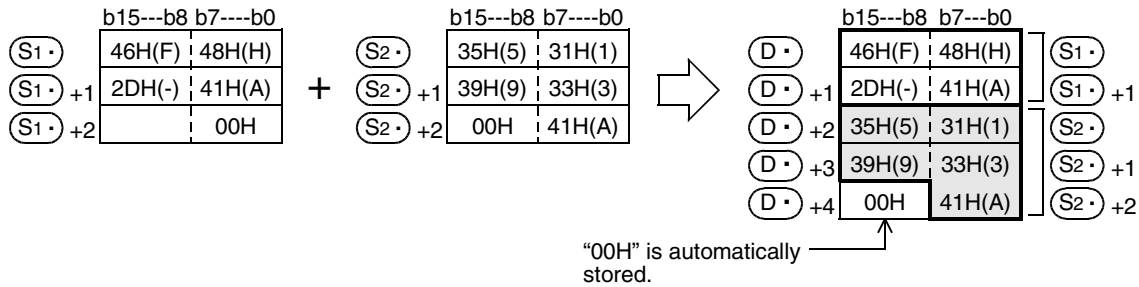 b15---b8 b7----b0 b15---b8 b7----b0 b15---b8 b7---b0
S1· 46H(F) 48H(H) S2· 35H(5) 31H(1) D· 46H(F) 48H(H) S1·
S1· +1 2DH(-) 41H(A) + S2· +1 39H(9) 33H(3) D· +1 2DH(-) 41H(A) S1· +1
S1· +2 00H S2· +2 00H 41H(A) D· +2 35H(5) 31H(1) S2·
D· +3 39H(9) 33H(3) S2· +1
D· +4 00H 41H(A) S2· +2
“00H” is automatically
stored.